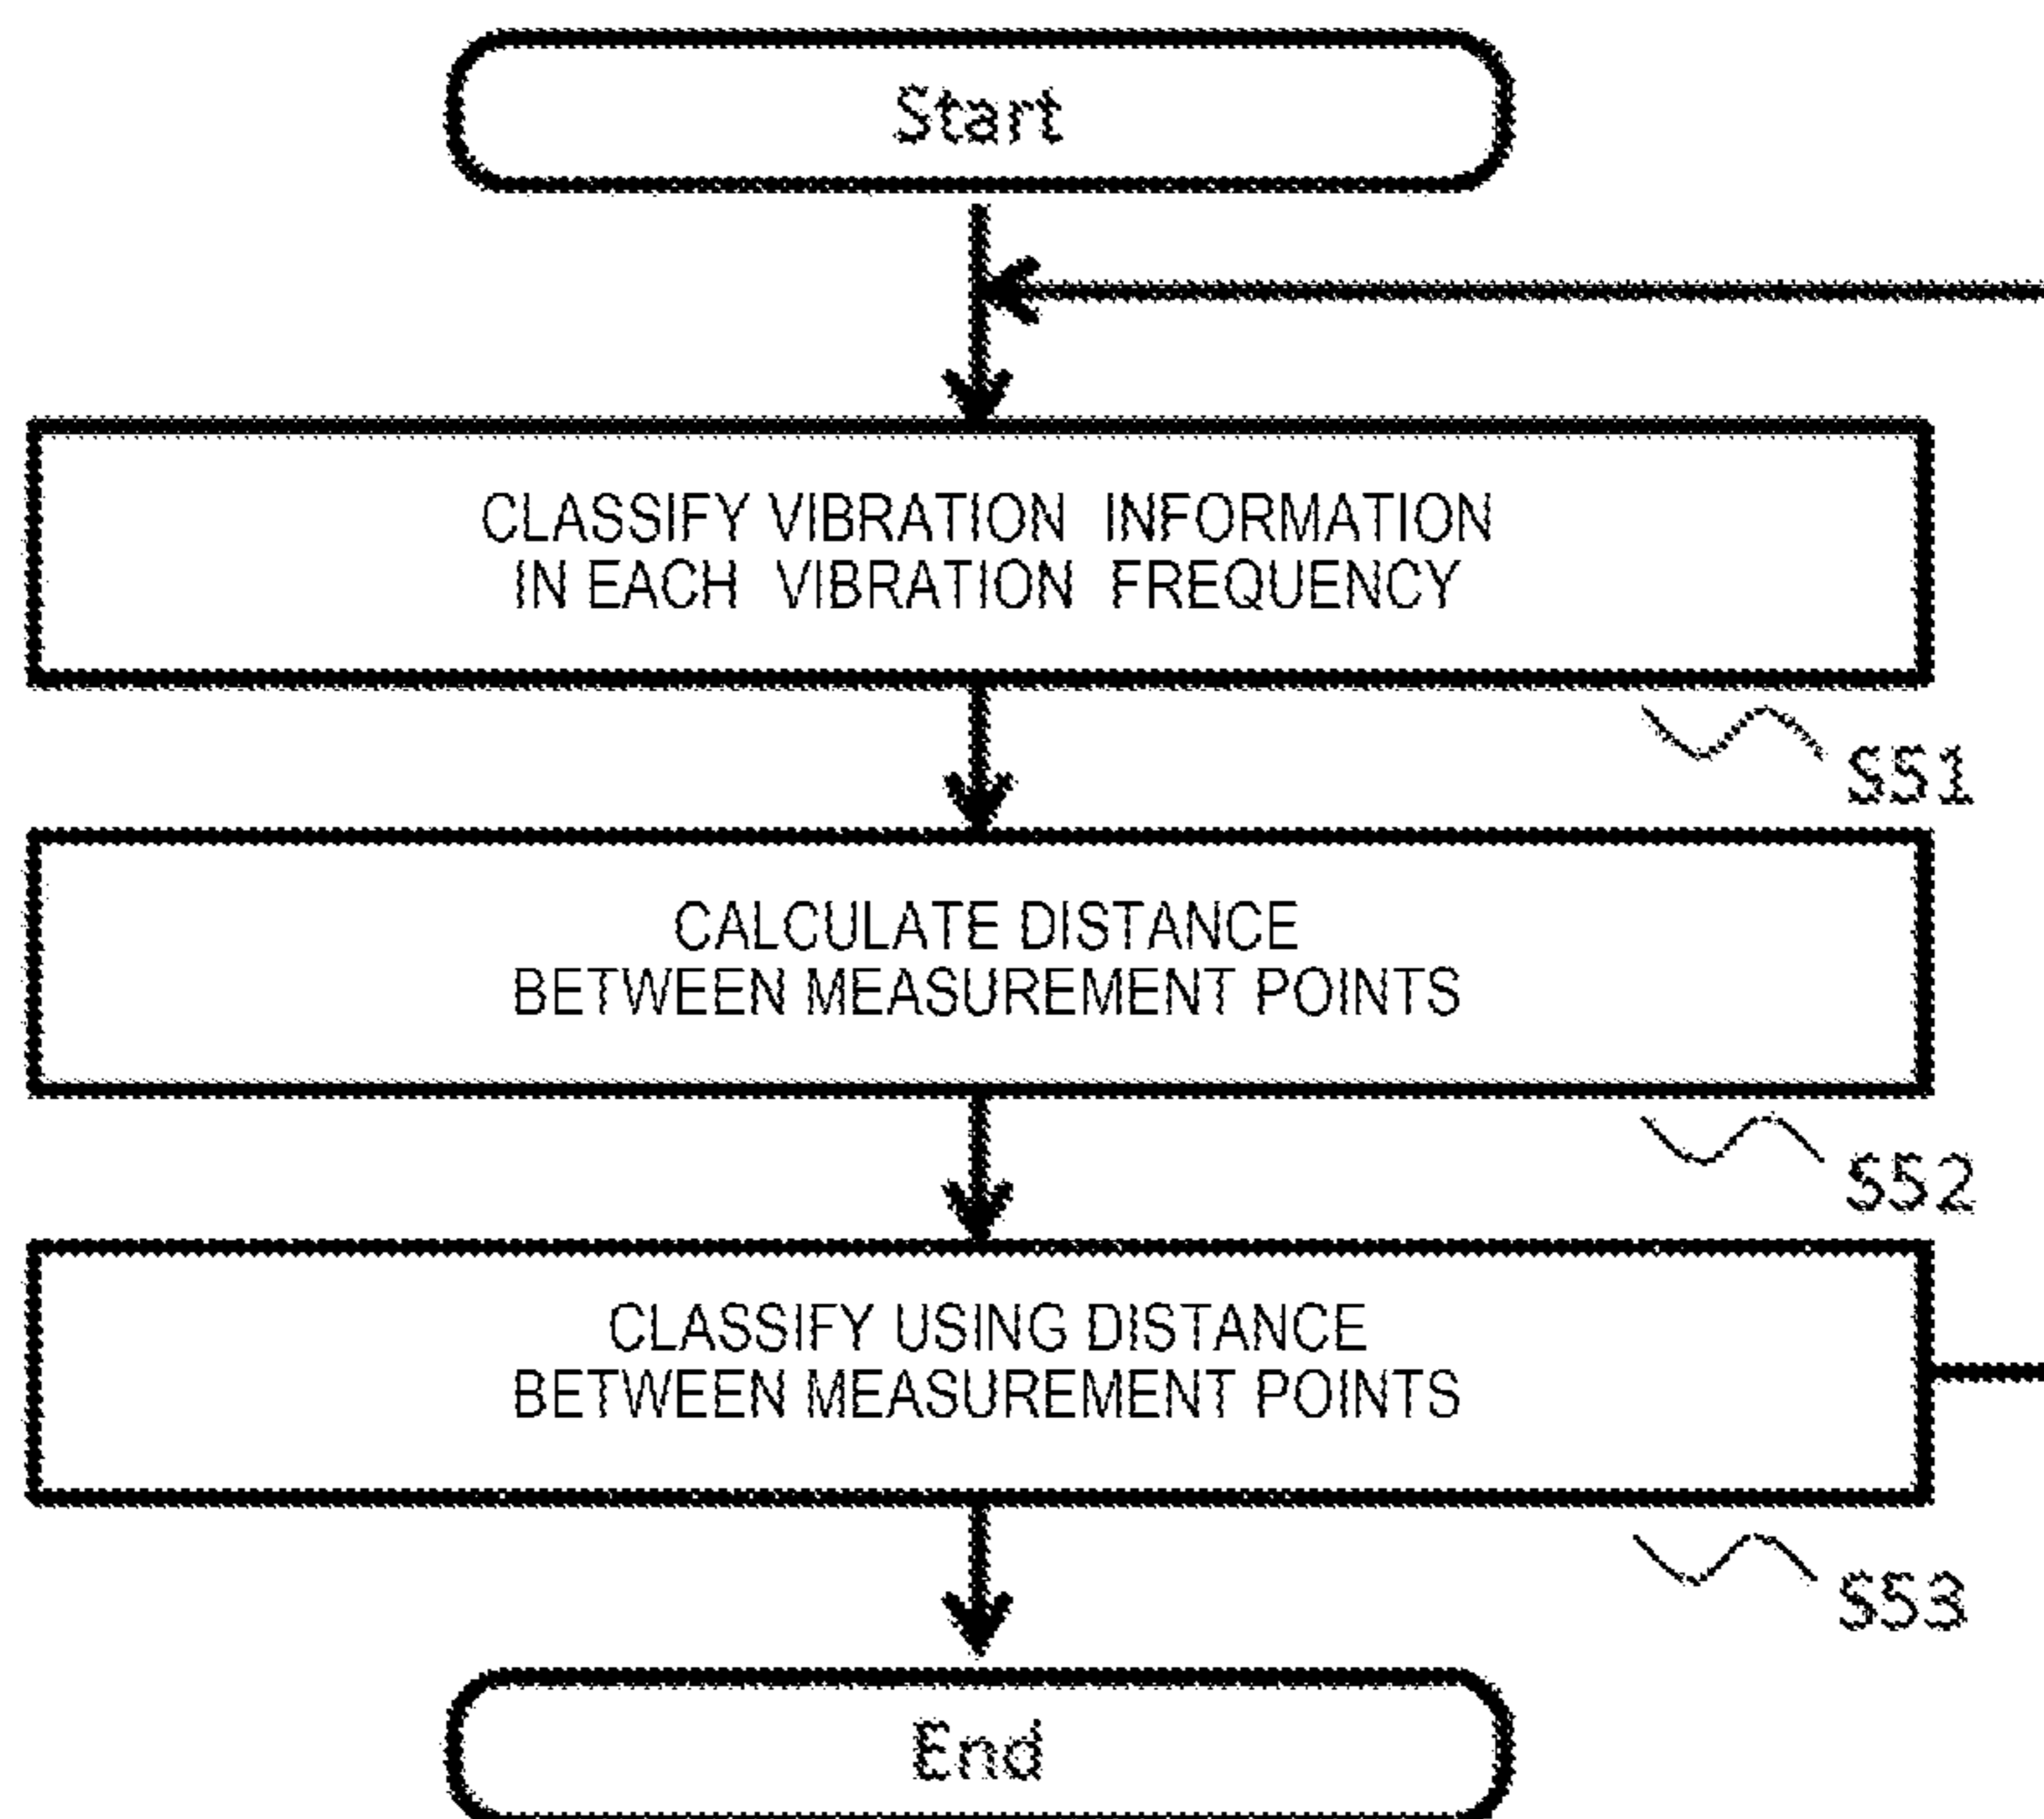 Start
CLASSIFY VIBRATION INFORMATION
IN EACH VIBRATION FREQUENCY
S51
CALCULATE DISTANCE
BETWEEN MEASUREMENT POINTS
S52
CLASSIFY USING DISTANCE
BETWEEN MEASUREMENT POINTS
S53
End